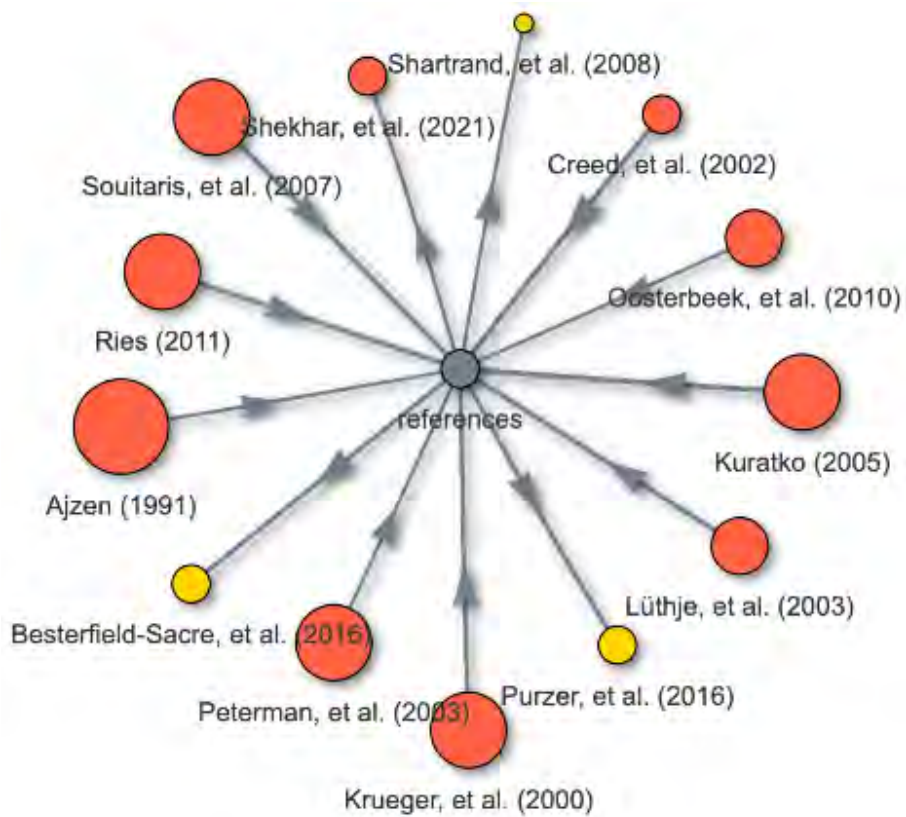 Shartrand, et al. (2008)
Shekhar, et al. (2021)
Creed, et al. (2002)
Souitaris, et al. (2007)
Oosterbeek, et al. (2010)
Ries (2011)
references
Kuratko (2005)
Ajzen (1991)
Lüthje, et al. (2003)
Besterfield-Sacre, et al. (2016)
Purzer, et al. (2016)
Peterman, et al. (2003)
Krueger, et al. (2000)